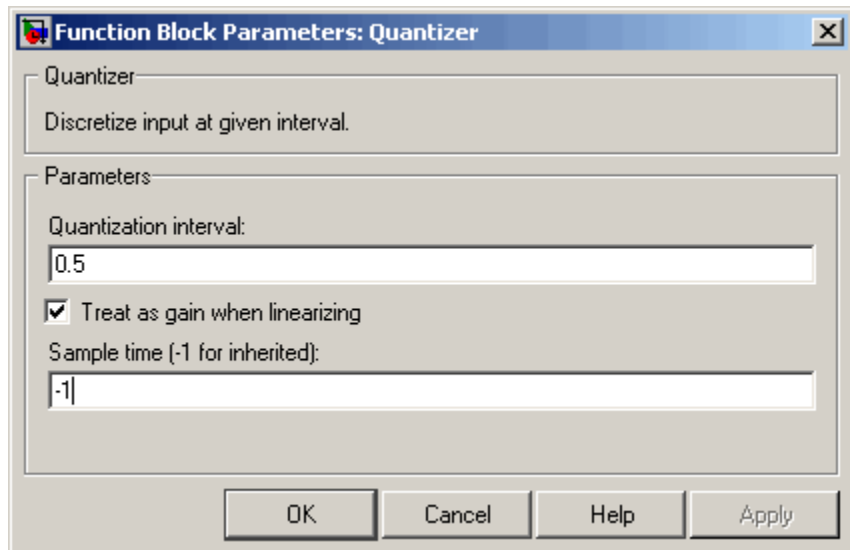 Function Block Parameters: Quantizer
Quantizer
Discretize input at given interval.
Parameters
Quantization interval:
0.5
Treat as gain when linearizing
Sample time (-1 for inherited):
-1
OK Cancel Help Apply